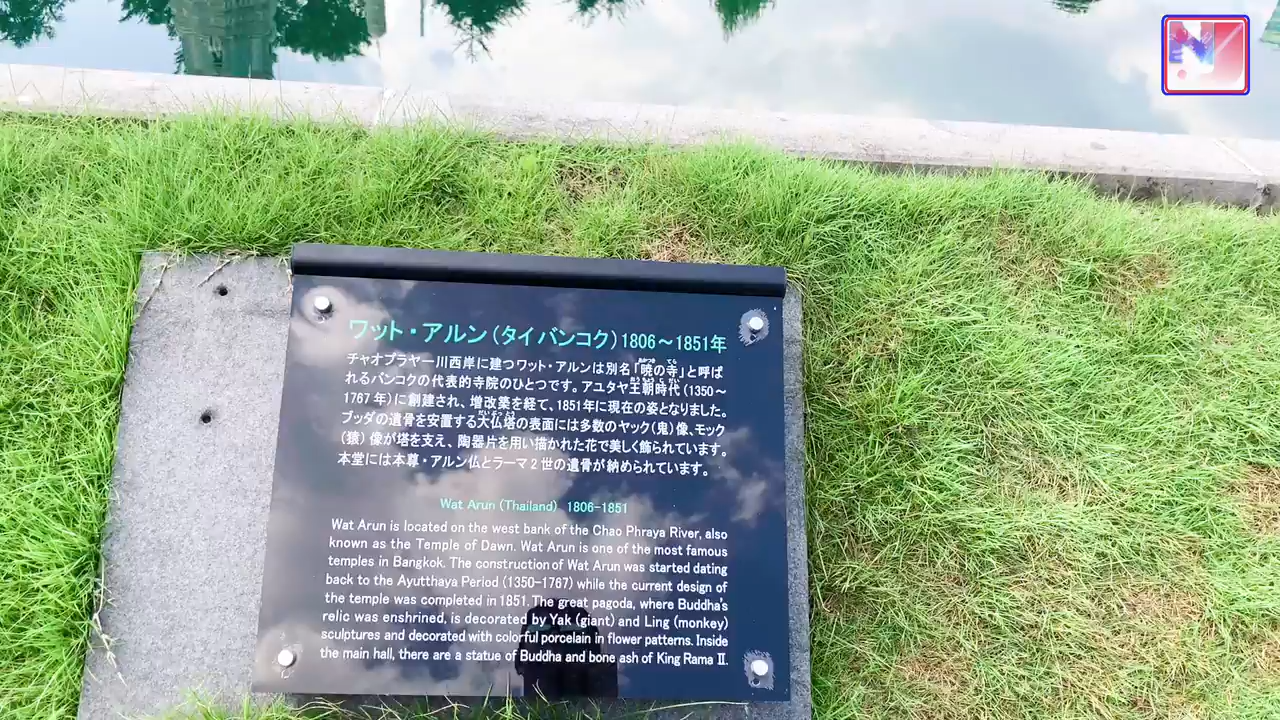 ワット・アルン(タイバンコク)1806～1851年
チャオプラヤー川西岸に建つワット・アルンは別名「暁の寺」と呼ば
れるバンコクの代表的寺院のひとつです。アユタヤ王朝時代(1350～
1767年)に創建され、増改築を経て、1851年に現在の姿となりました。
ブッダの遺骨を安置する大仏塔の表面には多数のヤック(鬼)像、モック
(猿)像が塔を支え、陶器片を用い描かれた花で美しく飾られています。
本堂には本尊・アルン仏とラーマ2世の遺骨が納められています。
Wat Arun (Thailand) 1806-1851
Wat Arun is located on the west bank of the Chao Phraya River, also
known as the Temple of Dawn. Wat Arun is one of the most famous
temples in Bangkok. The construction of Wat Arun was started dating
back to the Ayutthaya Period (1350-1767) while the current design of
the temple was completed in 1851. The great pagoda, where Buddha's
relic was enshrined, is decorated by Yak (giant) and Ling (monkey)
sculptures and decorated with colorful porcelain in flower patterns. Inside
the main hall, there are a statue of Buddha and bone ash of King Rama II.